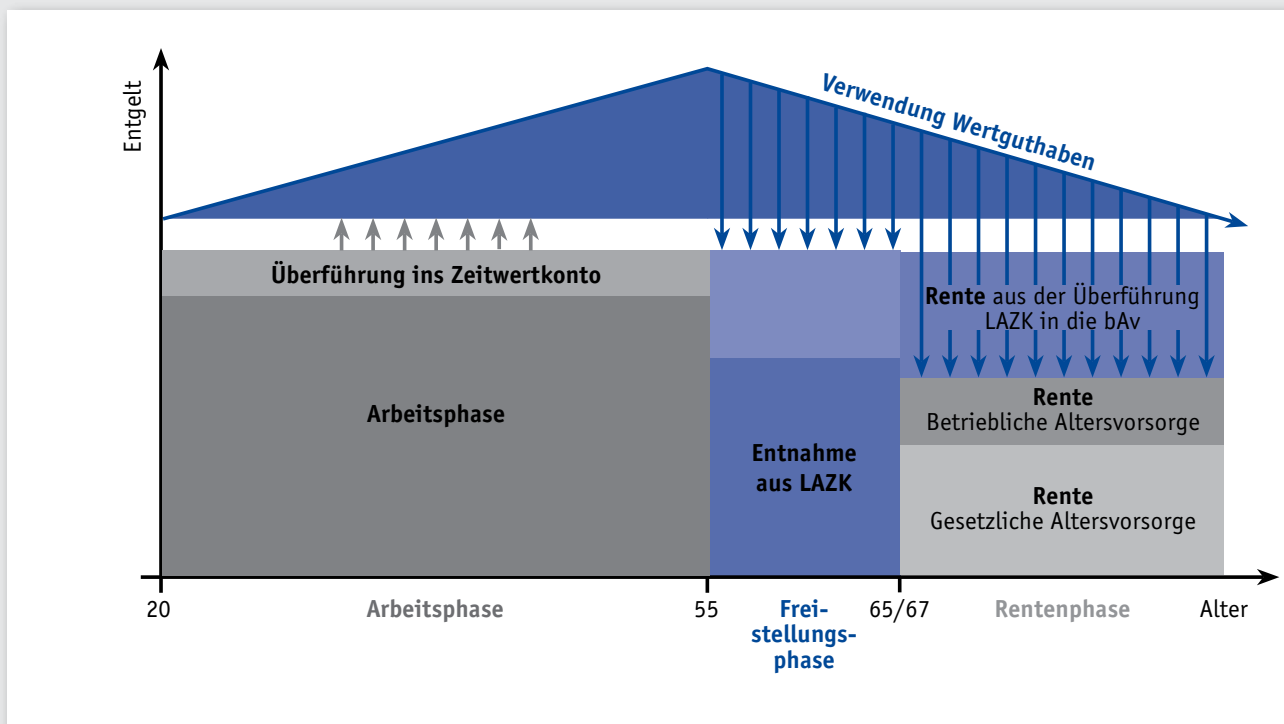 Entgelt
Verwendung Wertguthaben
Überführung ins Zeitwertkonto
Arbeitsphase
Entnahme
aus LAZK
Rente aus der Überführung
LAZK in die bAv
Rente
Betriebliche Altersvorsorge
Rente
Gesetzliche Altersvorsorge
20
Arbeitsphase
55
Frei-
stellungs-
phase
65/67
Rentenphase
Alter